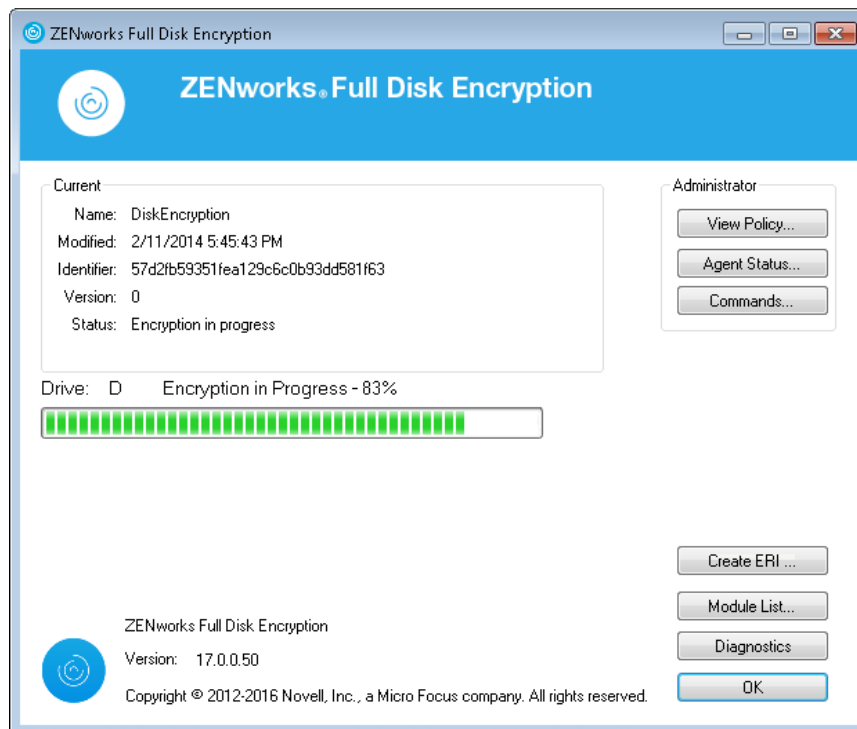 ZENworks Full Disk Encryption
ZENworks® Full Disk Encryption
Current
Name: DiskEncryption
Modified: 2/11/2014 5:45:43 PM
Identifier: 57d2fb59351fea129c6c0b93dd581f63
Version: 0
Status: Encryption in progress
Administrator
View Policy...
Agent Status...
Commands...
Drive: D Encryption in Progress - 83%
Create ERI ...
Module List...
Diagnostics
OK
ZENworks Full Disk Encryption
Version: 17.0.0.50
Copyright © 2012-2016 Novell, Inc., a Micro Focus company. All rights reserved.